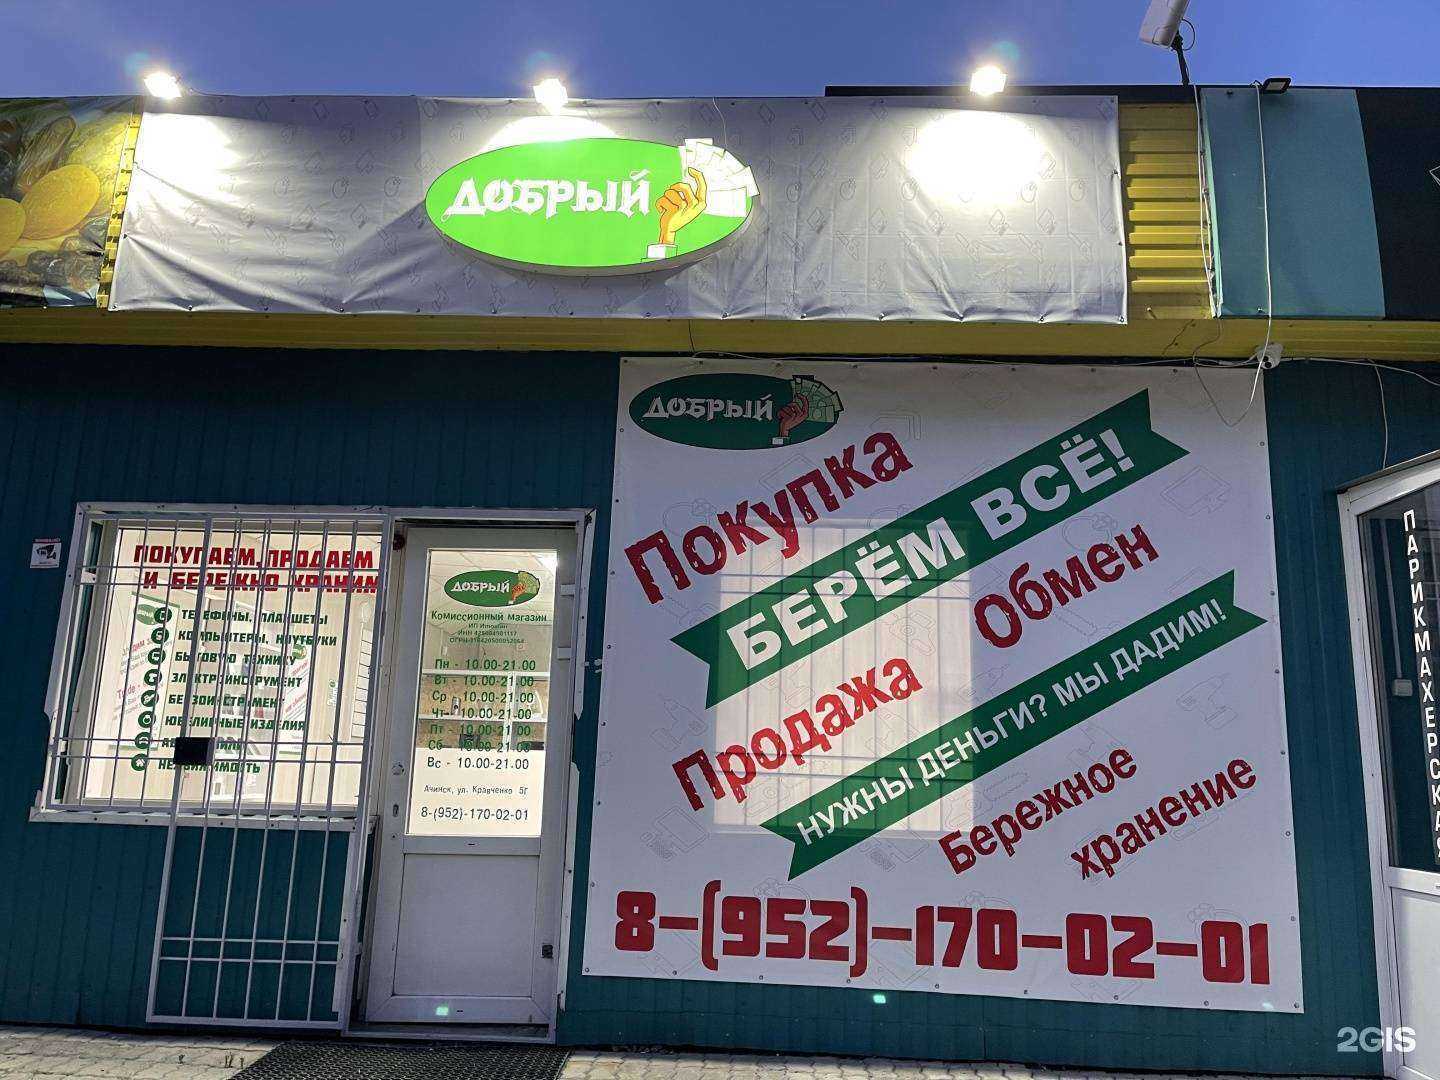 ДОБРЫЙ
ДОБРЫЙ
Покупка
БЕРЁМ ВСЁ!
Обмен
Продажа
НУЖНЫ ДЕНЬГИ? МЫ ДАДИМ!
Бережное
хранение
8-(952)-170-02-01
ПОКУПАЕМ, ПРОДАЕМ
И БЕРЕЖНО ХРАНИМ
ТЕЛЕФОНЫ, ПЛАНШЕТЫ
КОМПЬЮТЕРЫ, НОУТБУКИ
БЫТОВУЮ ТЕХНИКУ
ЭЛЕКТРОИНСТРУМЕНТ
БЕНЗОИНСТРУМЕНТ
ЮВЕЛИРНЫЕ ИЗДЕЛИЯ
НЕДВИЖИМОСТЬ
ДОБРЫЙ
Комиссионный магазин
Пн - 10.00-21.00
Вт - 10.00-21.00
Ср - 10.00-21.00
Чт - 10.00-21.00
Пт - 10.00-21.00
Сб - 10.00-21.00
Вс - 10.00-21.00
Ачинск, ул. Кравченко 5Г
8-(952)-170-02-01
ПАРИКМАХЕРСКАЯ
2GIS